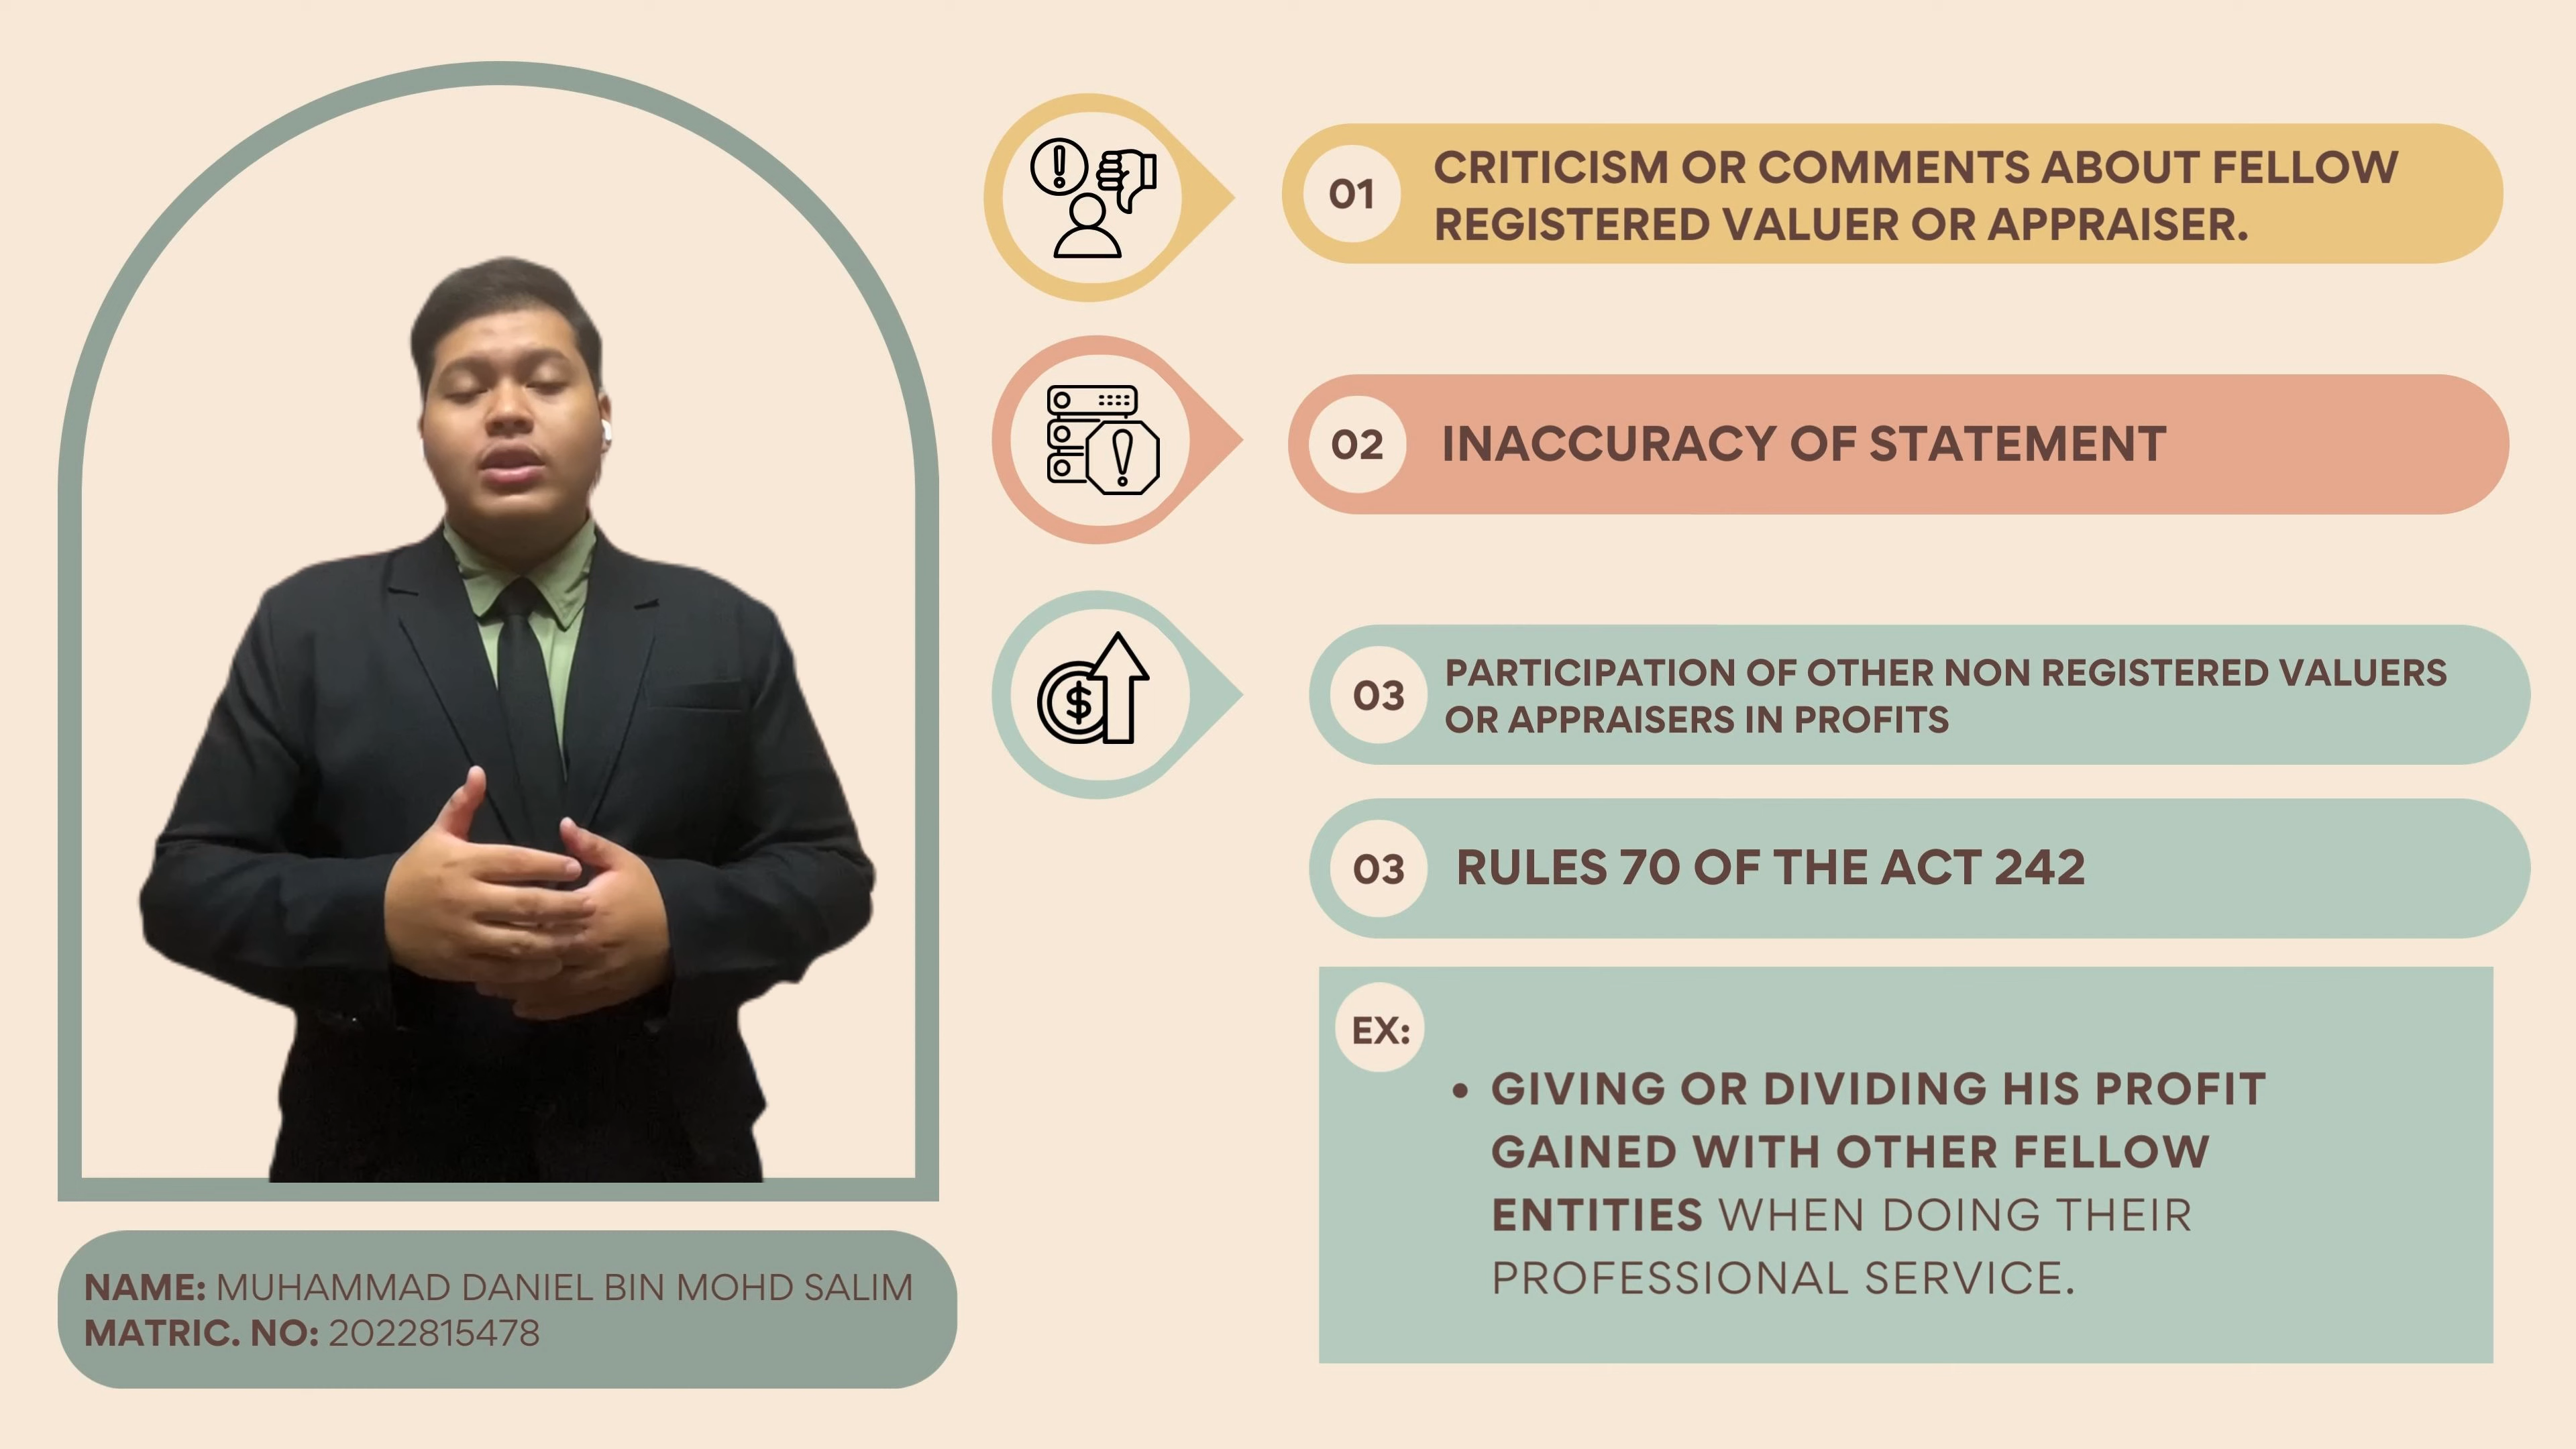 01
CRITICISM OR COMMENTS ABOUT FELLOW
REGISTERED VALUER OR APPRAISER.
02
INACCURACY OF STATEMENT
03
PARTICIPATION OF OTHER NON REGISTERED VALUERS
OR APPRAISERS IN PROFITS
03
RULES 70 OF THE ACT 242
EX:
• GIVING OR DIVIDING HIS PROFIT
GAINED WITH OTHER FELLOW
ENTITIES WHEN DOING THEIR
PROFESSIONAL SERVICE.
NAME: MUHAMMAD DANIEL BIN MOHD SALIM
MATRIC. NO: 2022815478